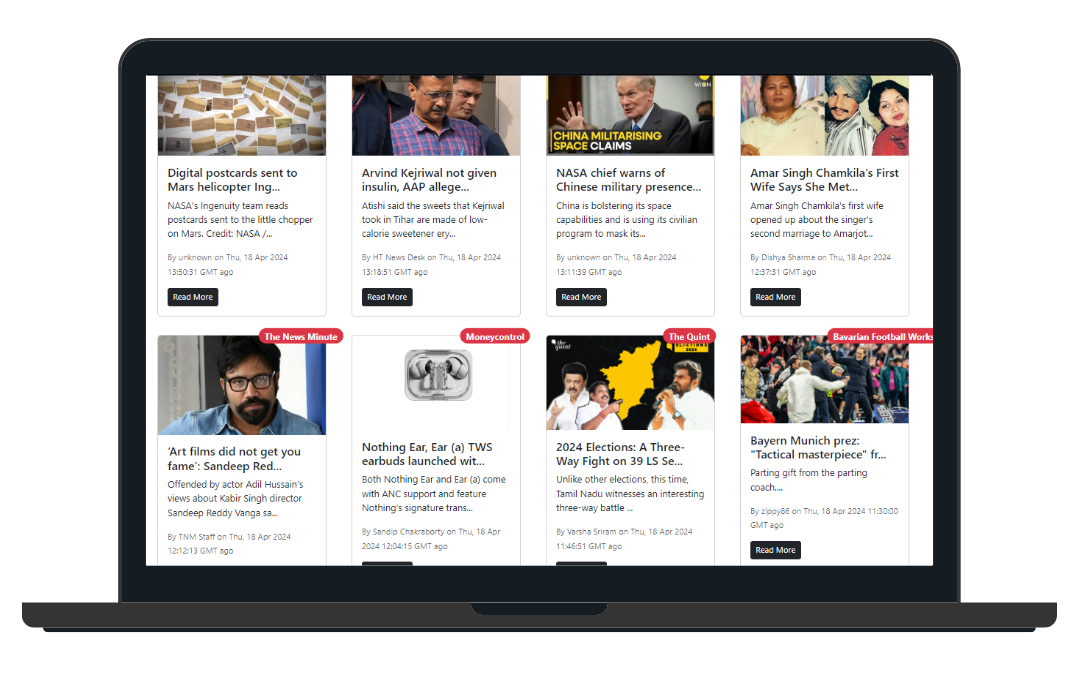 WION
CHINA MILITARISING
SPACE CLAIMS
Digital postcards sent to
Mars helicopter Ing...
NASA's Ingenuity team reads
postcards sent to the little chopper
on Mars. Credit: NASA /...
By unknown on Thu, 18 Apr 2024
13:50:31 GMT ago
Read More
Arvind Kejriwal not given
insulin, AAP allege...
Atishi said the sweets that Kejriwal
took in Tihar are made of low-
calorie sweetener ery...
By HT News Desk on Thu, 18 Apr 2024
13:18:51 GMT ago
Read More
NASA chief warns of
Chinese military presence...
China is bolstering its space
capabilities and is using its civilian
program to mask its...
By unknown on Thu, 18 Apr 2024
13:11:39 GMT ago
Read More
Amar Singh Chamkila's First
Wife Says She Met...
Amar Singh Chamkila's first wife
opened up about the singer's
second marriage to Amarjot...
By Dishya Sharma on Thu, 18 Apr 2024
12:37:31 GMT ago
Read More
The News Minute
'Art films did not get you
fame': Sandeep Red...
Offended by actor Adil Hussain's
views about Kabir Singh director
Sandeep Reddy Vanga sa...
By TNM Staff on Thu, 18 Apr 2024
12:12:13 GMT ago
Moneycontrol
Nothing Ear, Ear (a) TWS
earbuds launched wit...
Both Nothing Ear and Ear (a) come
with ANC support and feature
Nothing's signature trans...
By Sandip Chakraborty on Thu, 18 Apr
2024 12:04:15 GMT ago
The Quint
the quint
ELECTIONS
2024
2024 Elections: A Three-
Way Fight on 39 LS Se...
Unlike other elections, this time,
Tamil Nadu witnesses an interesting
three-way battle ...
By Varsha Sriram on Thu, 18 Apr 2024
11:46:51 GMT ago
Bavarian Football Works
Bayern Munich prez:
"Tactical masterpiece" fr...
Parting gift from the parting
coach....
By zippy86 on Thu, 18 Apr 2024 11:30:00
GMT ago
Read More